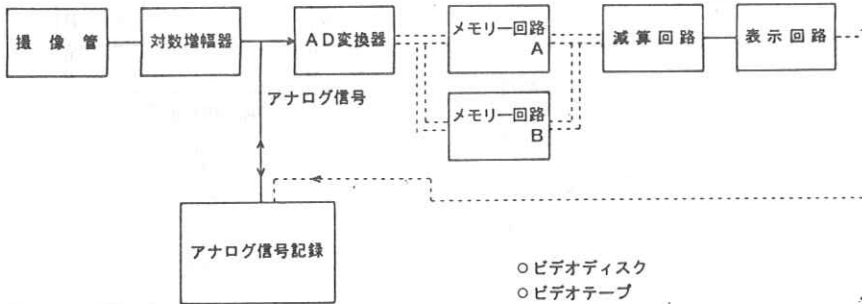 撮像管
対数増幅器
AD変換器
メモリー回路
A
減算回路
表示回路
アナログ信号
メモリー回路
B
アナログ信号記録
○ビデオディスク
○ビデオテープ